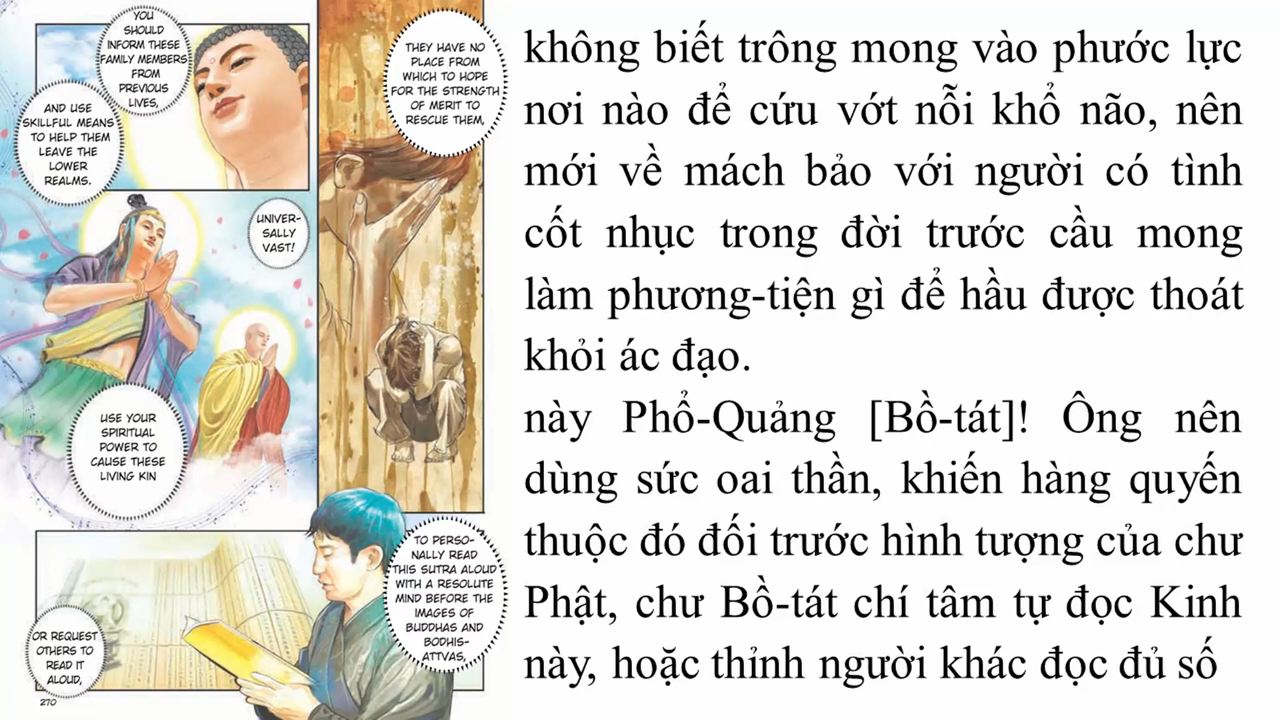 THEY HAVE NO
PLACE FROM
WHICH TO HOPE
FOR THE STRENGTH
OF MERIT TO
RESCUE THEM,
YOU
SHOULD
INFORM THESE
FAMILY MEMBERS
FROM
PREVIOUS
LIVES,
AND USE
SKILLFUL MEANS
TO HELP THEM
LEAVE THE
LOWER
REALMS.
UNIVER-
SALLY
VAST!
USE YOUR
SPIRITUAL
POWER TO
CAUSE THESE
LIVING KIN
TO PERSO-
NALLY READ
THIS SUTRA ALOUD
WITH A RESOLUTE
MIND BEFORE THE
IMAGES OF
BUDDHAS AND
BODHIS-
ATTVAS,
OR REQUEST
OTHERS TO
READ IT
ALOUD,
270
không biết trông mong vào phước lực
nơi nào để cứu vớt nỗi khổ não, nên
mới về mách bảo với người có tình
cốt nhục trong đời trước cầu mong
làm phương-tiện gì để hầu được thoát
khỏi ác đạo.
này Phổ-Quảng [Bồ-tát]! Ông nên
dùng sức oai thần, khiến hàng quyến
thuộc đó đối trước hình tượng của chư
Phật, chư Bồ-tát chí tâm tự đọc Kinh
này, hoặc thỉnh người khác đọc đủ số